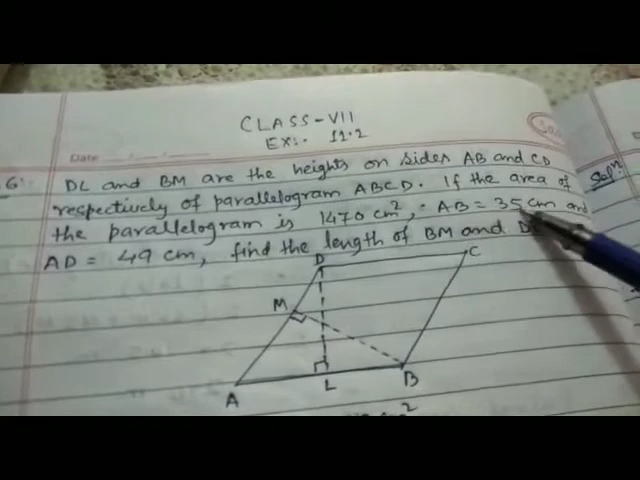 CLASS-VII
EX:. 11.2
Date
6:- DL and BM are the heights on sides AB and CD
respectively of parallelogram ABCD. If the area of
the parallelogram is 1470 cm², AB = 35 cm and
AD = 49 cm, find the length of BM and
D C
M
A L B
Sol^n